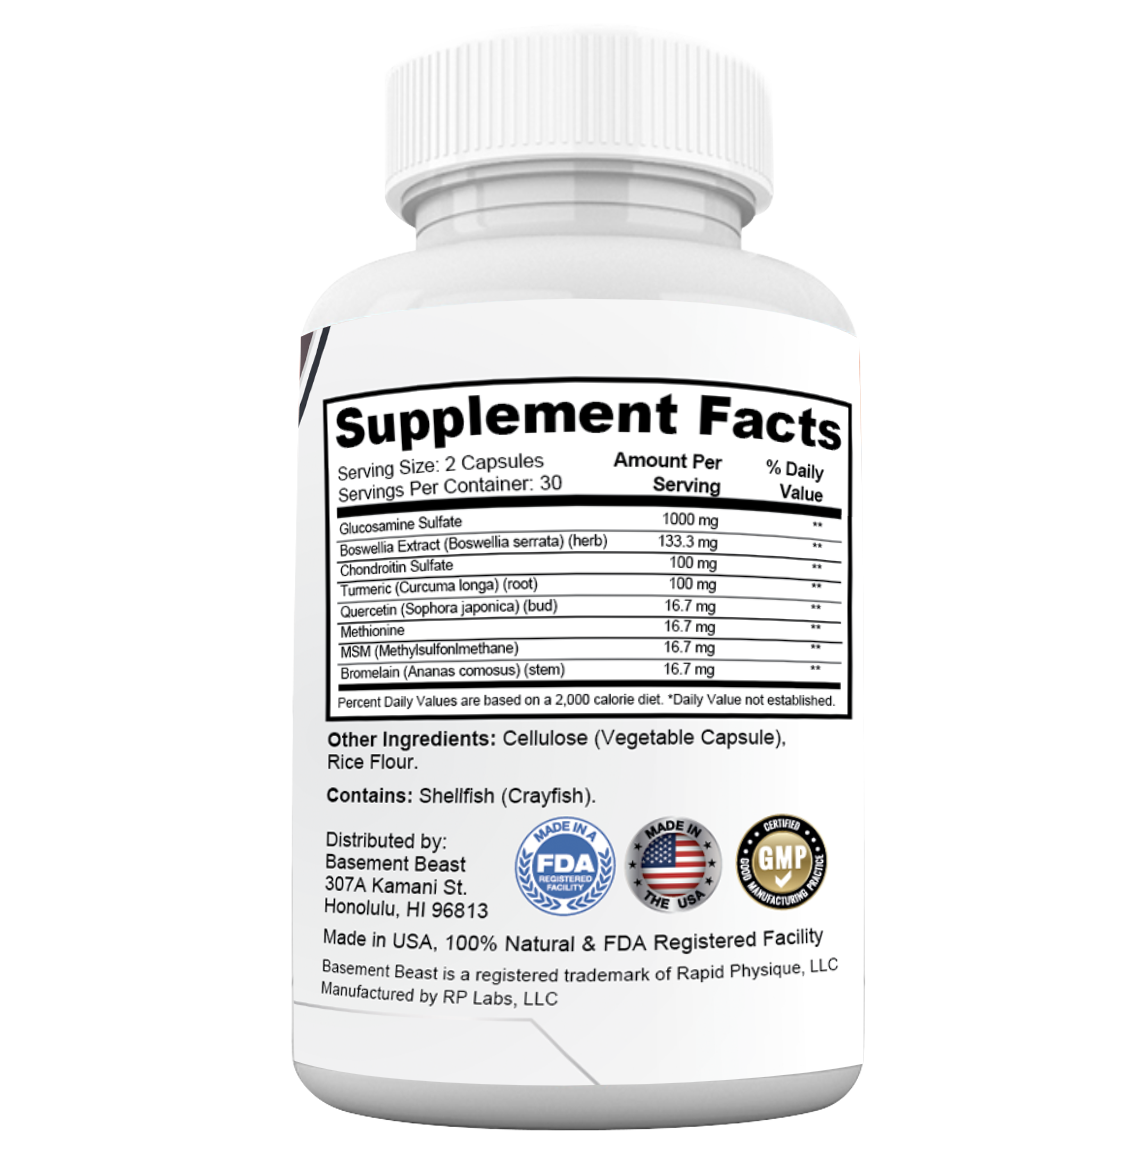 Supplement Facts
Serving Size: 2 Capsules
Servings Per Container: 30
Amount Per
Serving
% Daily
Value
Glucosamine Sulfate 1000 mg **
Boswellia Extract (Boswellia serrata) (herb) 133.3 mg **
Chondroitin Sulfate 100 mg **
Turmeric (Curcuma longa) (root) 100 mg **
Quercetin (Sophora japonica) (bud) 16.7 mg **
Methionine 16.7 mg **
MSM (Methylsulfonlmethane) 16.7 mg **
Bromelain (Ananas comosus) (stem) 16.7 mg **
Percent Daily Values are based on a 2,000 calorie diet. *Daily Value not established.
Other Ingredients: Cellulose (Vegetable Capsule),
Rice Flour.
Contains: Shellfish (Crayfish).
Distributed by:
Basement Beast
307A Kamani St.
Honolulu, HI 96813
MADE IN A
FDA
REGISTERED
FACILITY
MADE IN
THE USA
CERTIFIED
GMP
GOOD MANUFACTURING PRACTICE
Made in USA, 100% Natural & FDA Registered Facility
Basement Beast is a registered trademark of Rapid Physique, LLC
Manufactured by RP Labs, LLC